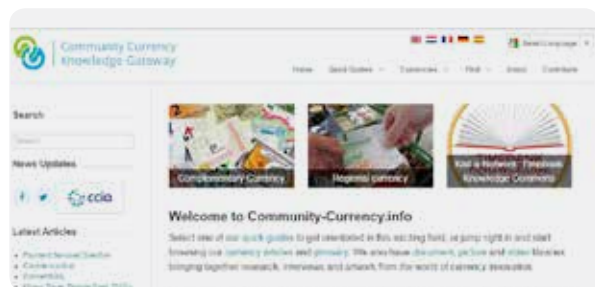 Community Currency
Knowledge Gateway
Select Language
Home Quick Guides Currencies Find Contribute
Search
News Updates
ccia
Latest Articles
Complementary Currency
Regional currency
Knowledge Commons
Welcome to Community-Currency.info
Select one of our quick guides to get orientated in this exciting field, or jump right in and start
browsing our currency articles and glossary. We also have document, picture and video libraries
bringing together research, interviews and artwork from the world of currency innovation.